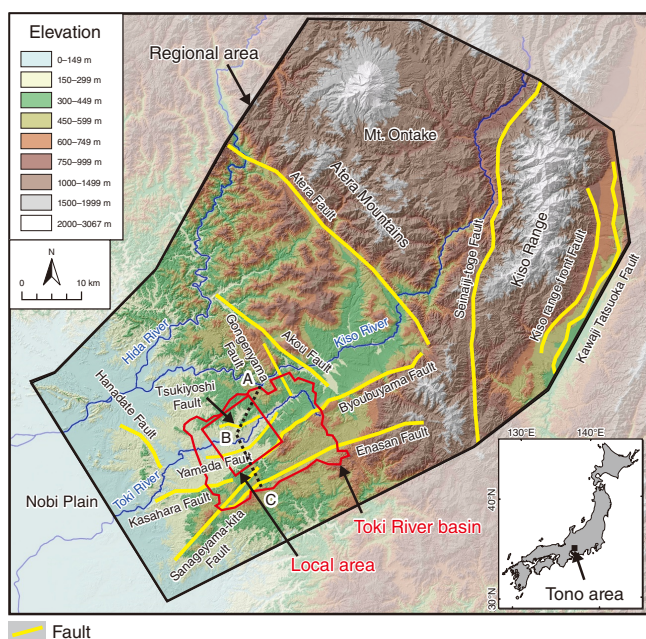 Elevation
0–149 m
150–299 m
300–449 m
450–599 m
600–749 m
750–999 m
1000–1499 m
1500–1999 m
2000–3067 m
N
0 10 km
Regional area
Mt. Ontake
Atera Mountains
Atera Fault
Seinaiji-toge Fault
Kiso Range
Kiso range front Fault
Kawaji Tatsuoka Fault
Hida River
Kiso River
Gongenyama
Fault
Akou Fault
Tsukiyoshi
Fault
A
Hanadate Fault
B
Byoubuyama Fault
Enasan Fault
Yamada Fault
Nobi Plain
Toki River
Kasahara Fault
C
Sanageyama-kita
Fault
Toki River basin
Local area
130°E
140°E
40°N
30°N
Tono area
Fault